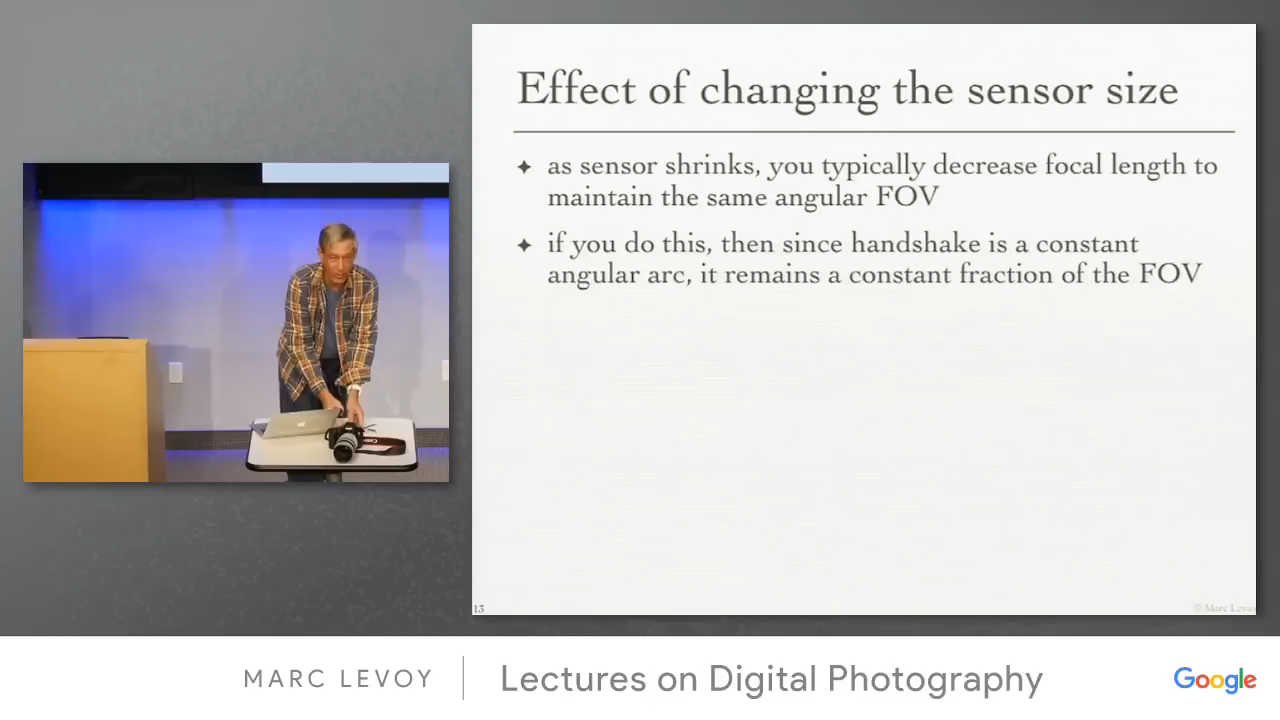 Effect of changing the sensor size
✦ as sensor shrinks, you typically decrease focal length to
maintain the same angular FOV
✦ if you do this, then since handshake is a constant
angular arc, it remains a constant fraction of the FOV
13
© Marc Levoy
MARC LEVOY
Lectures on Digital Photography
Google